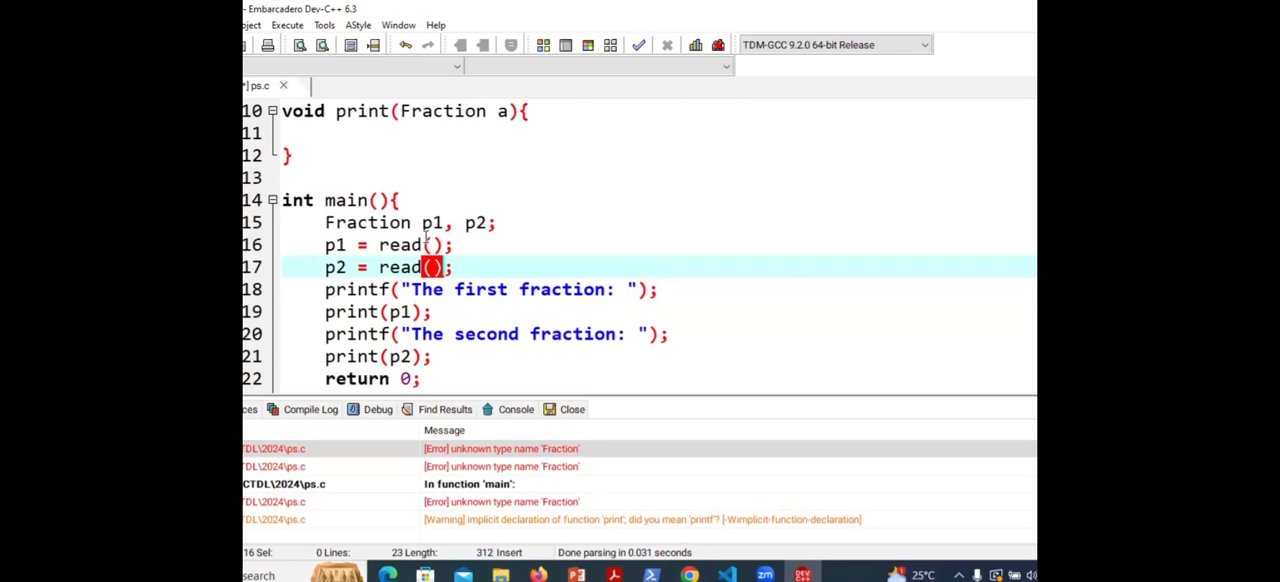 - Embarcadero Dev-C++ 6.3
oject Execute Tools AStyle Window Help
TDM-GCC 9.2.0 64-bit Release
*] ps.c
10 void print(Fraction a){
11
12 }
13
14 int main(){
15 Fraction p1, p2;
16 p1 = read();
17 p2 = read();
18 printf("The first fraction: ");
19 print(p1);
20 printf("The second fraction: ");
21 print(p2);
22 return 0;
ces Compile Log Debug Find Results Console Close
Message
TDL\2024\ps.c [Error] unknown type name 'Fraction'
TDL\2024\ps.c [Error] unknown type name 'Fraction'
CTDL\2024\ps.c In function 'main':
TDL\2024\ps.c [Error] unknown type name 'Fraction'
TDL\2024\ps.c [Warning] implicit declaration of function 'print'; did you mean 'printf'? [-Wimplicit-function-declaration]
16 Sel: 0 Lines: 23 Length: 312 Insert Done parsing in 0.031 seconds
search 25°C